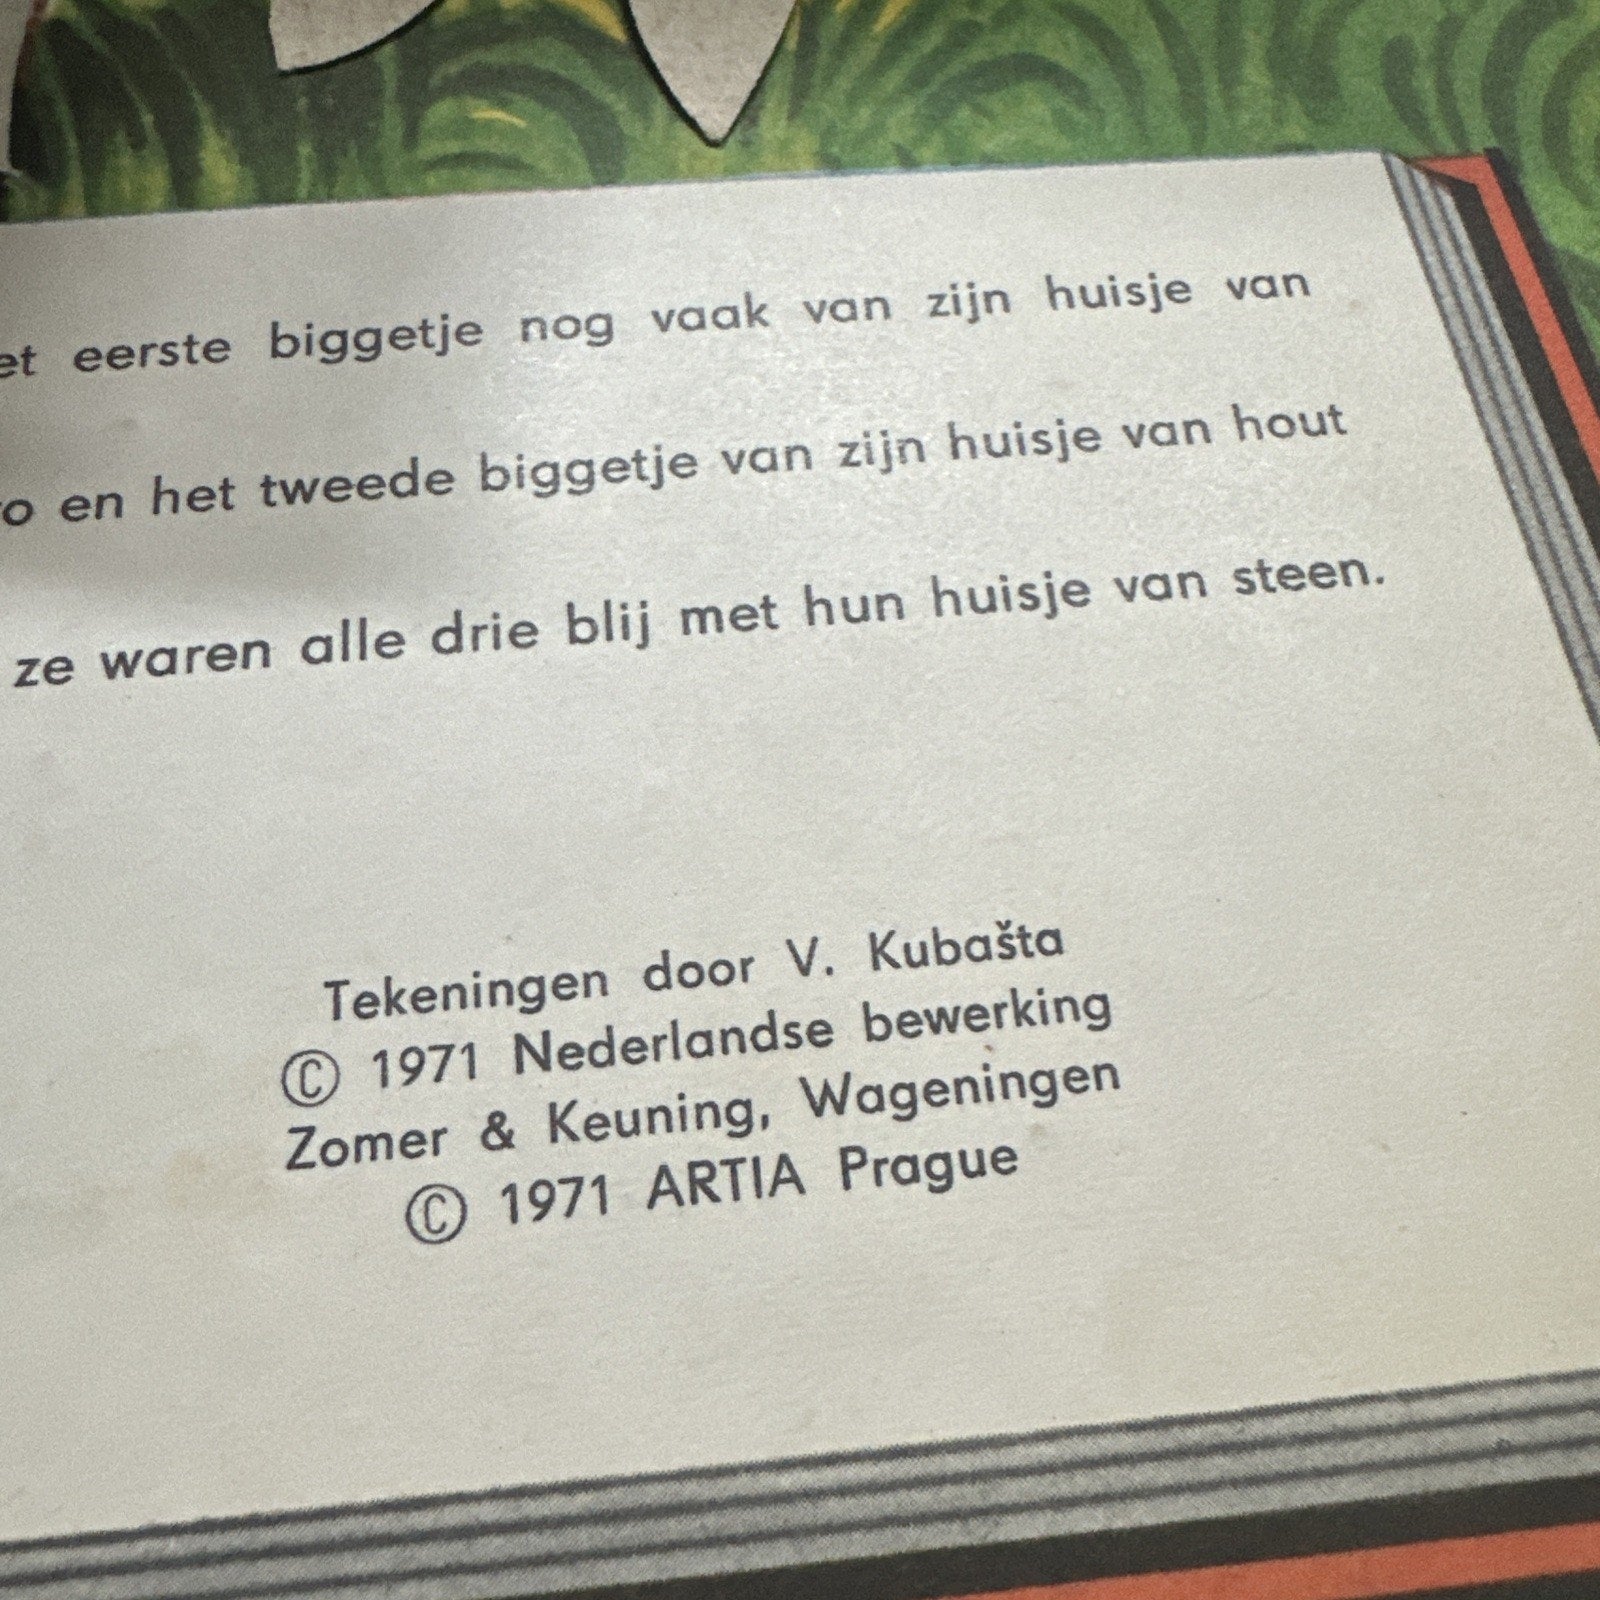 eerste biggetje nog vaak van zijn huisje van
en het tweede biggetje van zijn huisje van hout
ze waren alle drie blij met hun huisje van steen.
Tekeningen door V. Kubašta
© 1971 Nederlandse bewerking
Zomer & Keuning, Wageningen
© 1971 ARTIA Prague